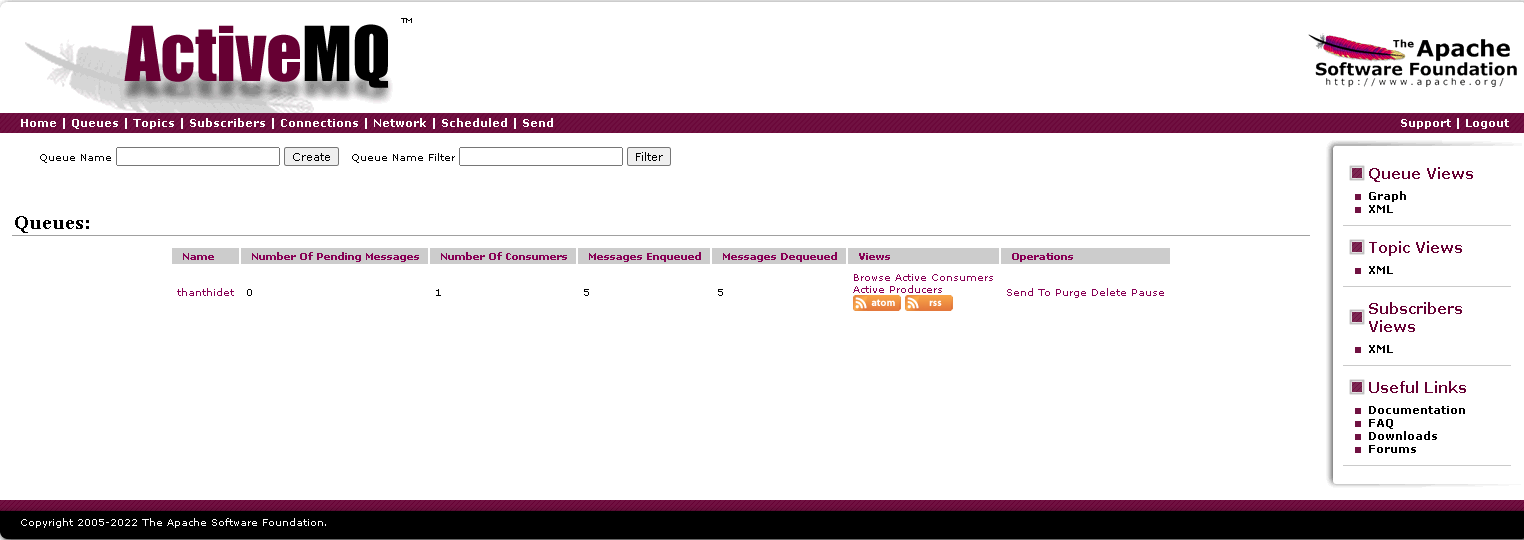 ActiveMQ ™
The Apache
Software Foundation
http://www.apache.org/
Home | Queues | Topics | Subscribers | Connections | Network | Scheduled | Send
Support | Logout
Queue Name Create Queue Name Filter Filter
Queues:
Name Number Of Pending Messages Number Of Consumers Messages Enqueued Messages Dequeued Views Operations
thanthidet 0 1 5 5 Browse Active Consumers
Active Producers
atom rss
Send To Purge Delete Pause
Queue Views
Graph
XML
Topic Views
XML
Subscribers
Views
XML
Useful Links
Documentation
FAQ
Downloads
Forums
Copyright 2005-2022 The Apache Software Foundation.